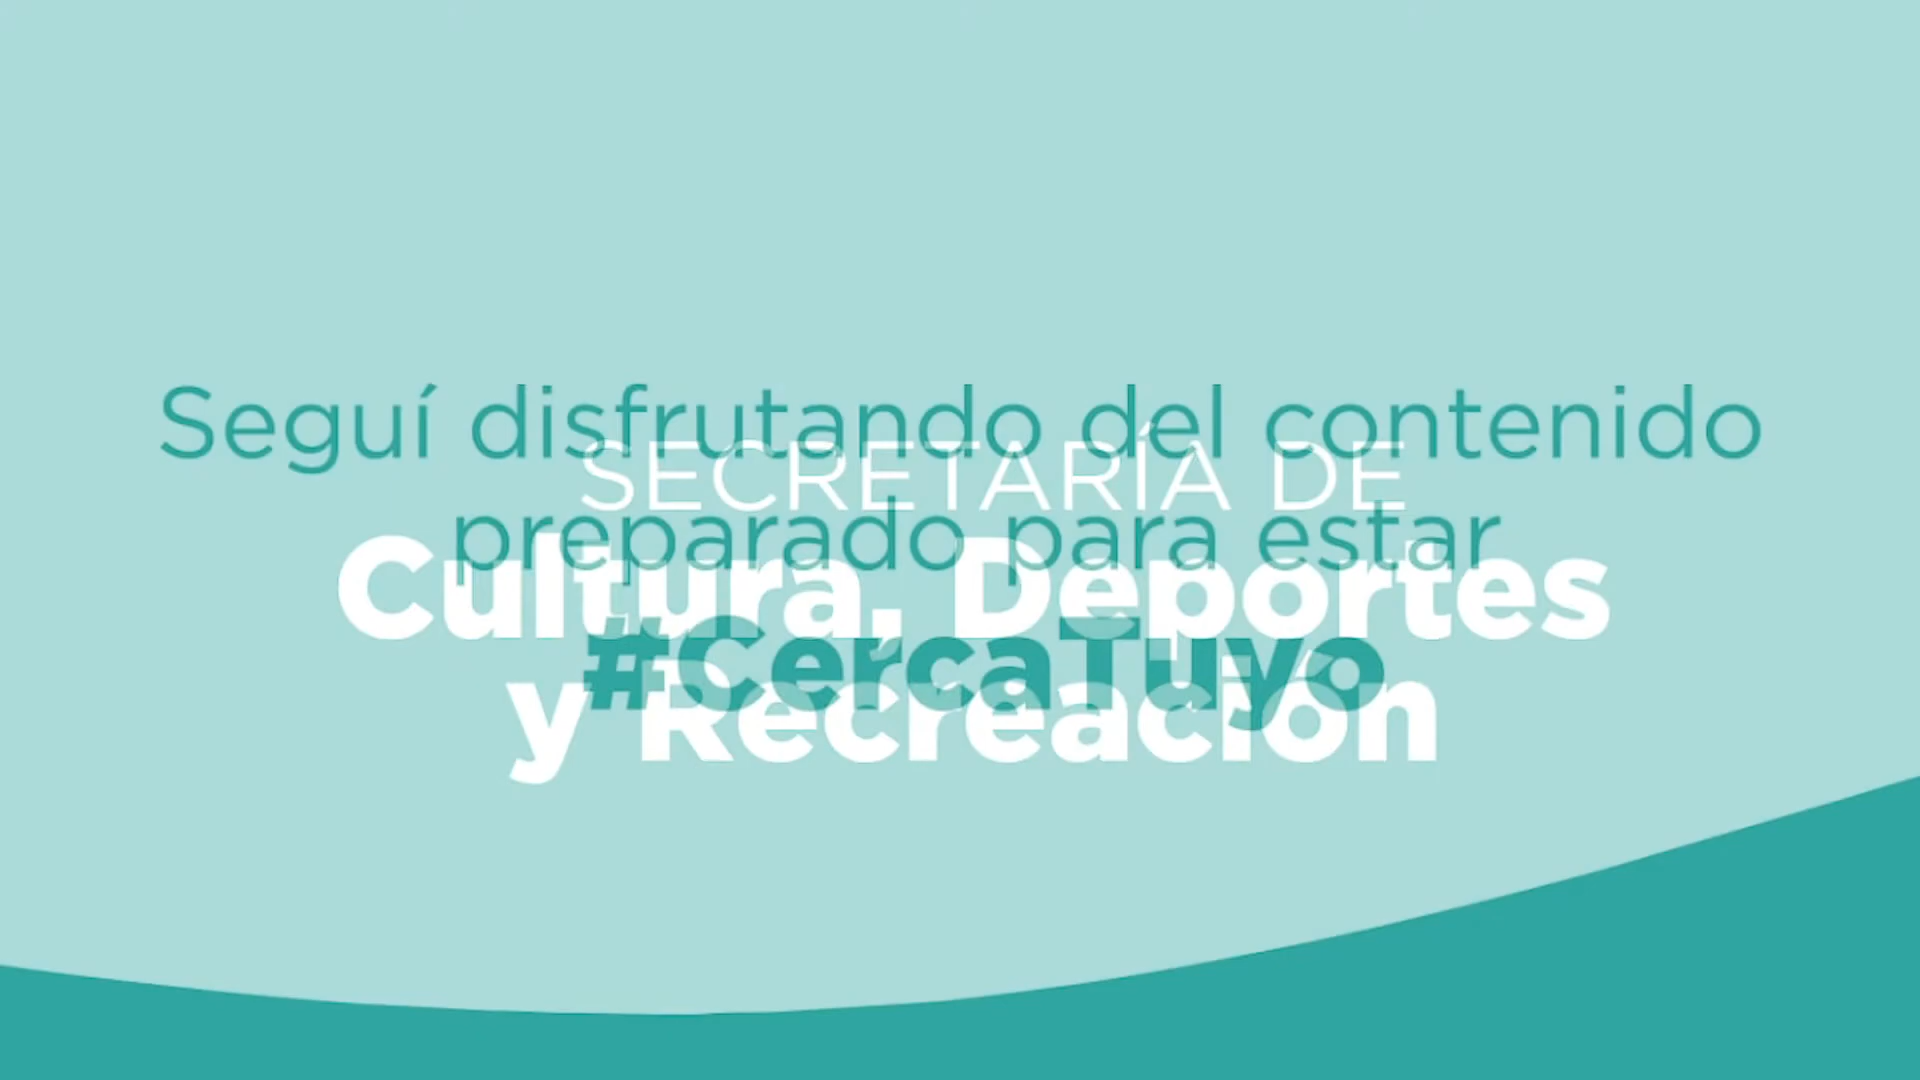 Seguí disfrutando del contenido
preparado para estar
#CercaTuyo
SECRETARÍA DE
Cultura, Deportes
y Recreación